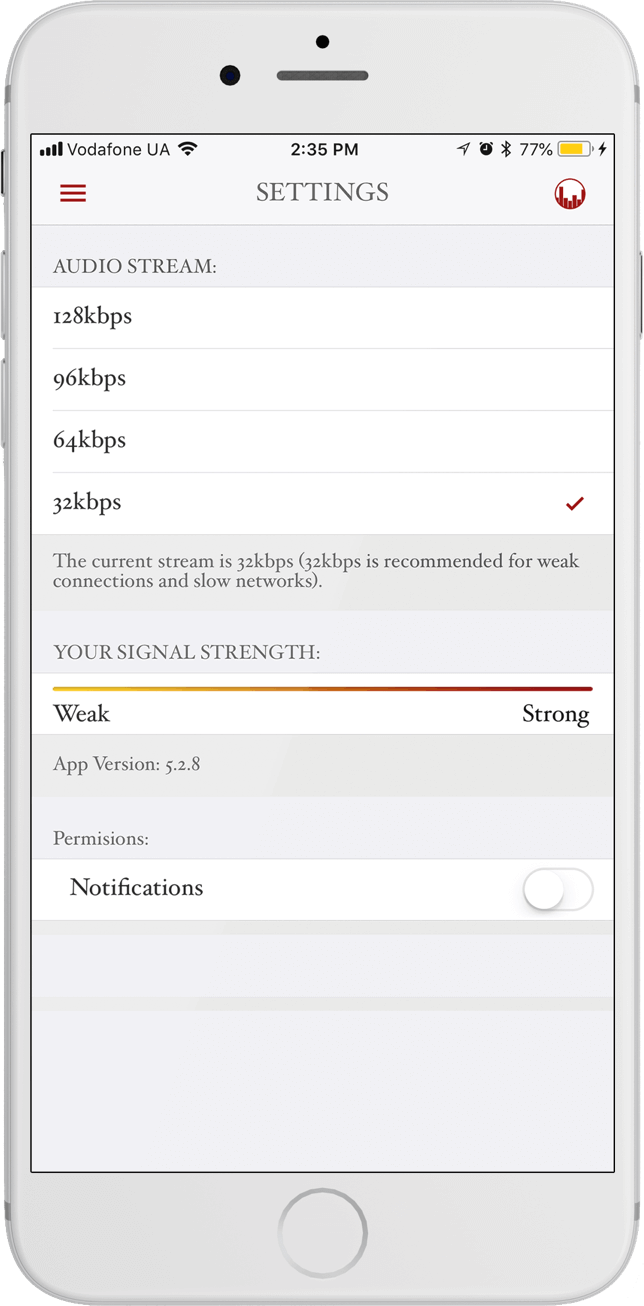 Vodafone UA 2:35 PM 77%
SETTINGS
AUDIO STREAM:
128kbps
96kbps
64kbps
32kbps
The current stream is 32kbps (32kbps is recommended for weak
connections and slow networks).
YOUR SIGNAL STRENGTH:
Weak Strong
App Version: 5.2.8
Permisions:
Notifications